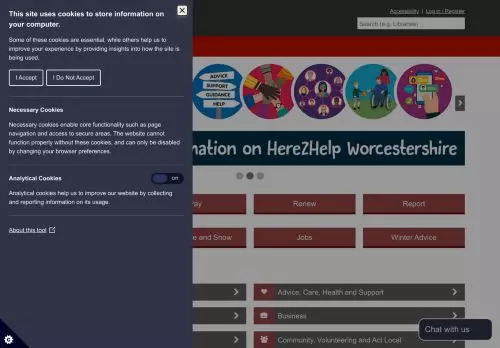 This site uses cookies to store information on
your computer.
Some of these cookies are essential, while others help us to
improve your experience by providing insights into how the site is
being used.
I Accept
I Do Not Accept
Necessary Cookies
Necessary cookies enable core functionality such as page
navigation and access to secure areas. The website cannot
function properly without these cookies, and can only be disabled
by changing your browser preferences.
Analytical Cookies
on
Analytical cookies help us to improve our website by collecting
and reporting information on its usage.
About this tool
Accessibility
Log in / Register
Search (e.g. Libraries)
ADVICE
SUPPORT
GUIDANCE
HELP
mation on Here2Help Worcestershire
ay
Renew
Report
e and Show
Jobs
Winter Advice
Advice, Care, Health and Support
Business
Community, Volunteering and Act Local
Chat with us